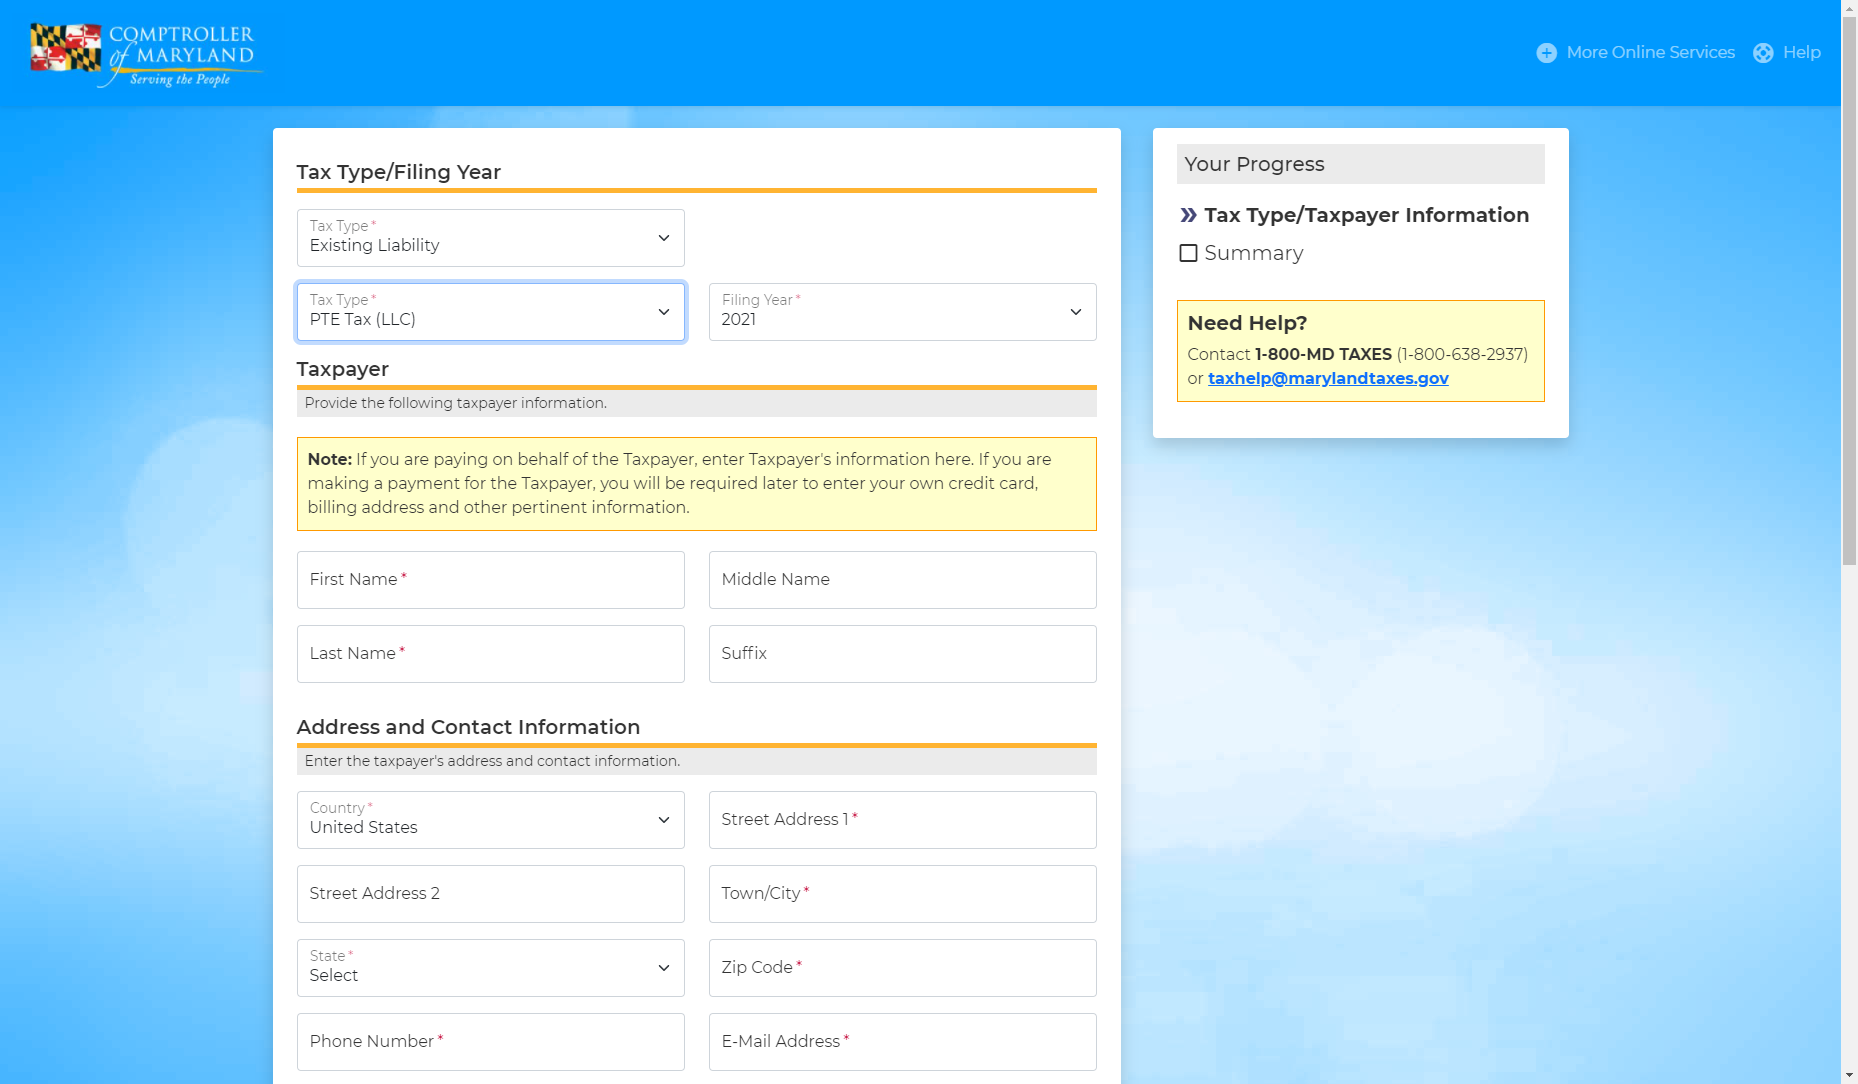 COMPTROLLER
of MARYLAND
Serving the People
More Online Services
Help
Tax Type/Filing Year
Tax Type *
Existing Liability
Tax Type *
PTE Tax (LLC)
Filing Year *
2021
Taxpayer
Provide the following taxpayer information.
Note: If you are paying on behalf of the Taxpayer, enter Taxpayer's information here. If you are
making a payment for the Taxpayer, you will be required later to enter your own credit card,
billing address and other pertinent information.
First Name *
Middle Name
Last Name *
Suffix
Address and Contact Information
Enter the taxpayer's address and contact information.
Country *
United States
Street Address 1 *
Street Address 2
Town/City *
State *
Select
Zip Code *
Phone Number *
E-Mail Address *
Your Progress
Tax Type/Taxpayer Information
Summary
Need Help?
Contact 1-800-MD TAXES (1-800-638-2937)
or taxhelp@marylandtaxes.gov